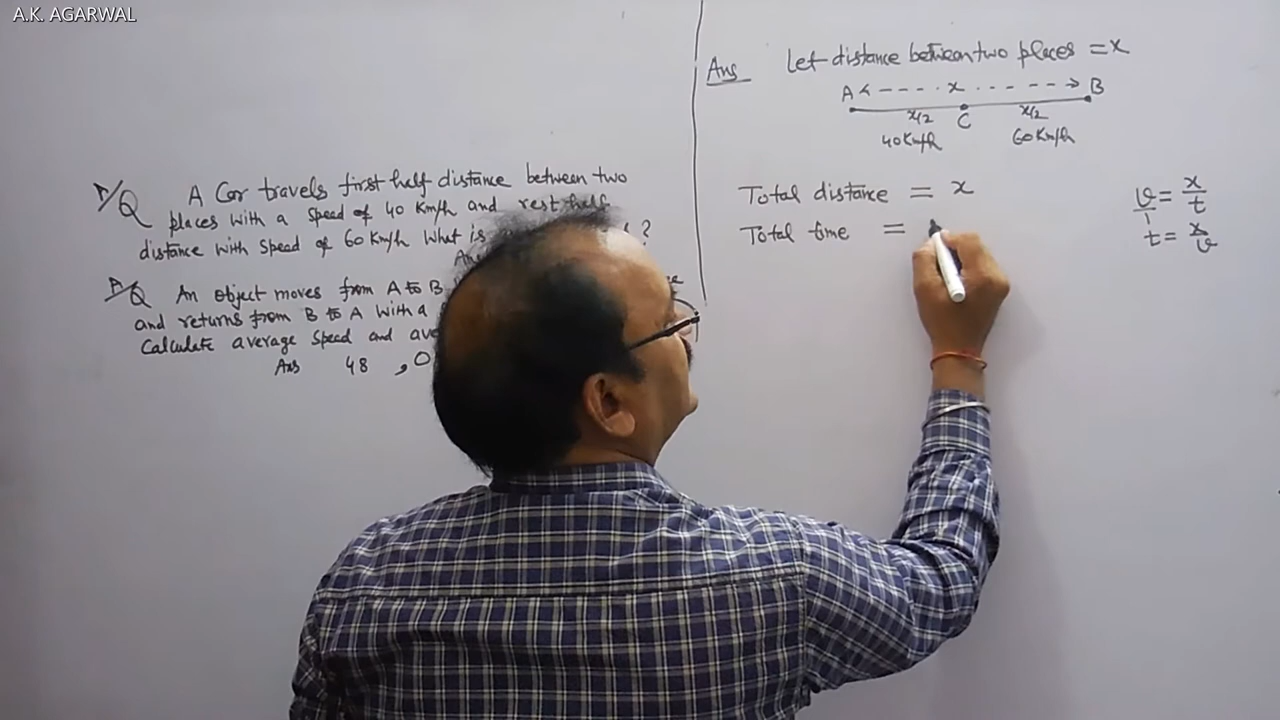 A.K. AGARWAL
Q A Car travels first half distance between two
places with a speed of 40 Km/h and rest half
distance with speed of 60 Km/h What is ?
An
Q An object moves from A to B
and returns from B to A with a
Calculate average speed and ave
Ans 48 , 0
Ans Let distance between two places = x
A < - - - - x - - - - - > B
x/2 C x/2
40 Km/h 60 Km/h
Total distance = x
Total time =
v = x/t
t = x/v